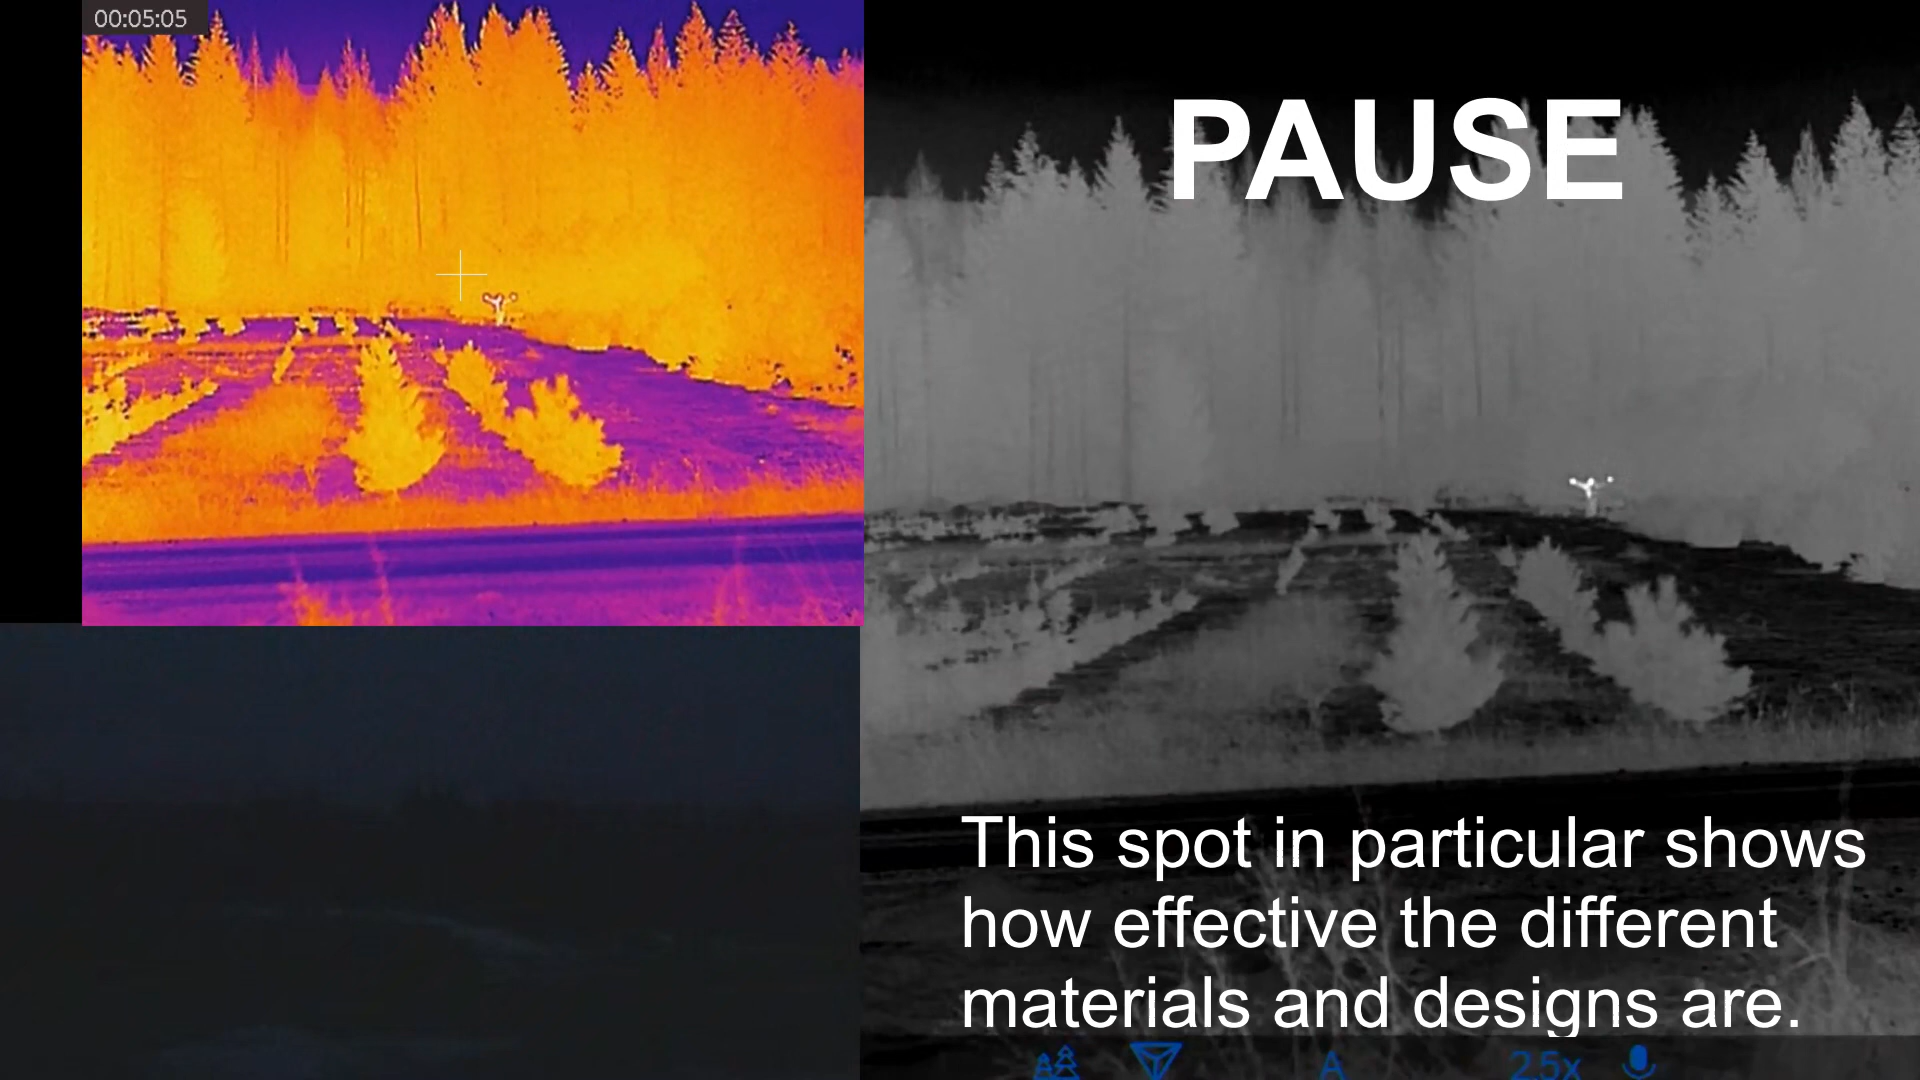 00:05:05
PAUSE
This spot in particular shows
how effective the different
materials and designs are.
A 2.5x